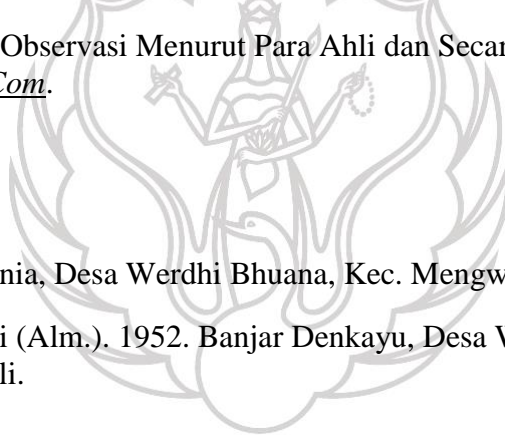 Observasi Menurut Para Ahli dan Secar
Com.
nia, Desa Werdhi Bhuana, Kec. Mengw
i (Alm.). 1952. Banjar Denkayu, Desa W
li.